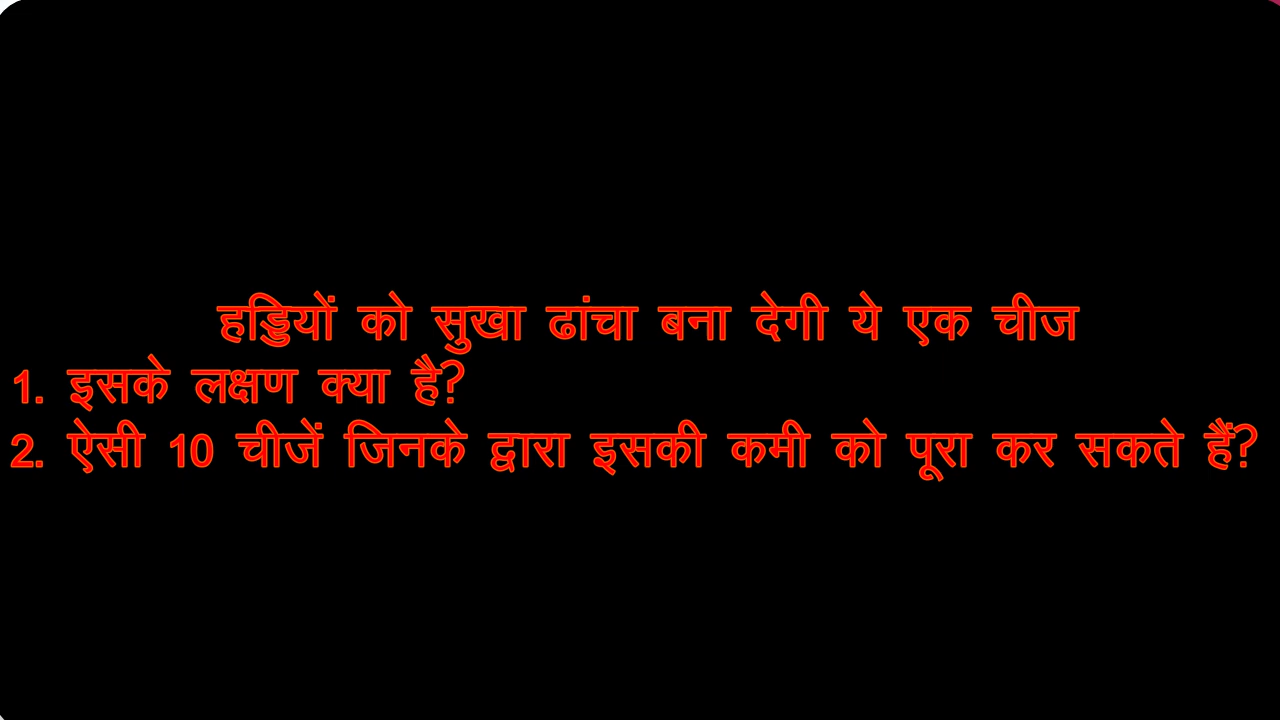 हड्डियों को सुखा ढांचा बना देगी ये एक चीज
1. इसके लक्षण क्या है?
2. ऐसी 10 चीजें जिनके द्वारा इसकी कमी को पूरा कर सकते हैं?